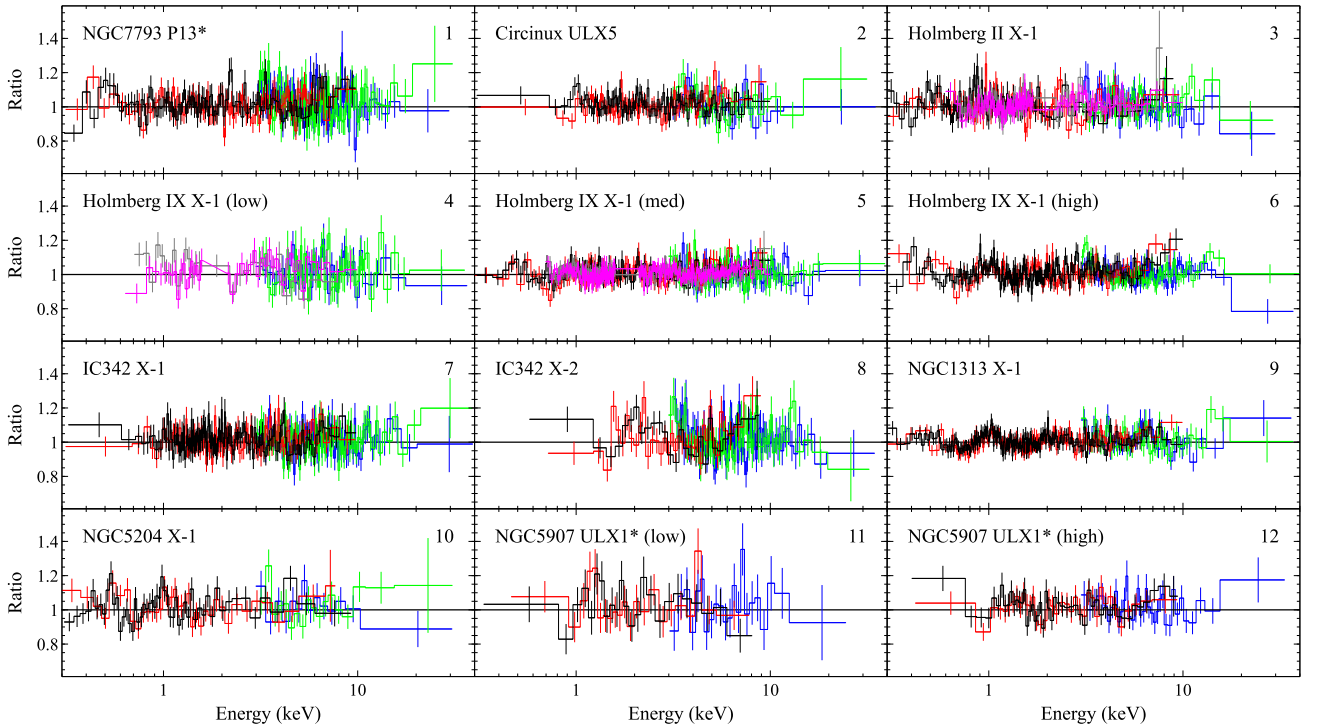 NGC7793 P13* 1
Circinux ULX5 2
Holmberg II X-1 3
Ratio
1.4
1.2
1
0.8
Holmberg IX X-1 (low) 4
Holmberg IX X-1 (med) 5
Holmberg IX X-1 (high) 6
Ratio
1.4
1.2
1
0.8
IC342 X-1 7
IC342 X-2 8
NGC1313 X-1 9
Ratio
1.4
1.2
1
0.8
NGC5204 X-1 10
NGC5907 ULX1* (low) 11
NGC5907 ULX1* (high) 12
Ratio
1.4
1.2
1
0.8
1 10 1 10 1 10
Energy (keV) Energy (keV) Energy (keV)